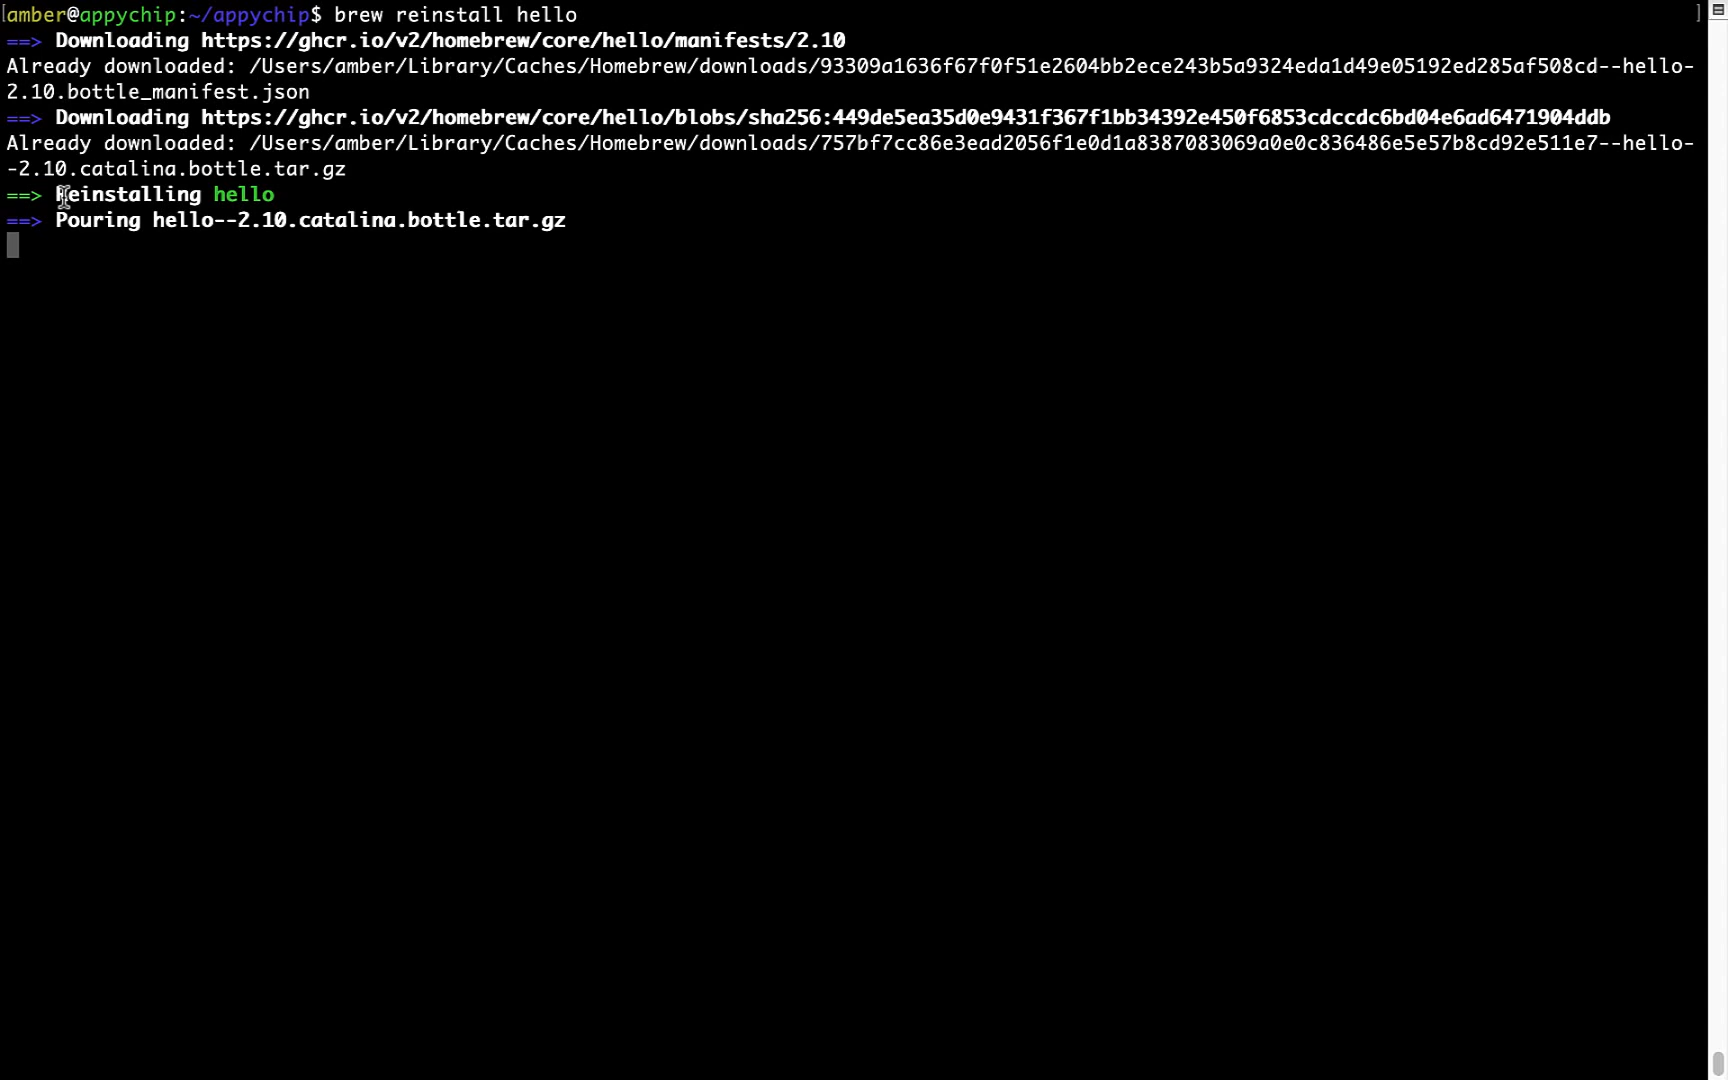 [amber@appychip:~/appychip$ brew reinstall hello ]
==> Downloading https://ghcr.io/v2/homebrew/core/hello/manifests/2.10
Already downloaded: /Users/amber/Library/Caches/Homebrew/downloads/93309a1636f67f0f51e2604bb2ece243b5a9324eda1d49e05192ed285af508cd--hello-
2.10.bottle_manifest.json
==> Downloading https://ghcr.io/v2/homebrew/core/hello/blobs/sha256:449de5ea35d0e9431f367f1bb34392e450f6853cdccdc6bd04e6ad6471904ddb
Already downloaded: /Users/amber/Library/Caches/Homebrew/downloads/757bf7cc86e3ead2056f1e0d1a8387083069a0e0c836486e5e57b8cd92e511e7--hello-
-2.10.catalina.bottle.tar.gz
==> Reinstalling hello
==> Pouring hello--2.10.catalina.bottle.tar.gz